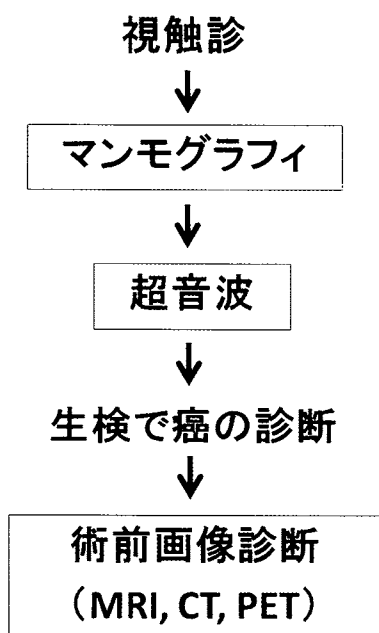 視触診
マンモグラフィ
超音波
生検で癌の診断
術前画像診断
（MRI, CT, PET）